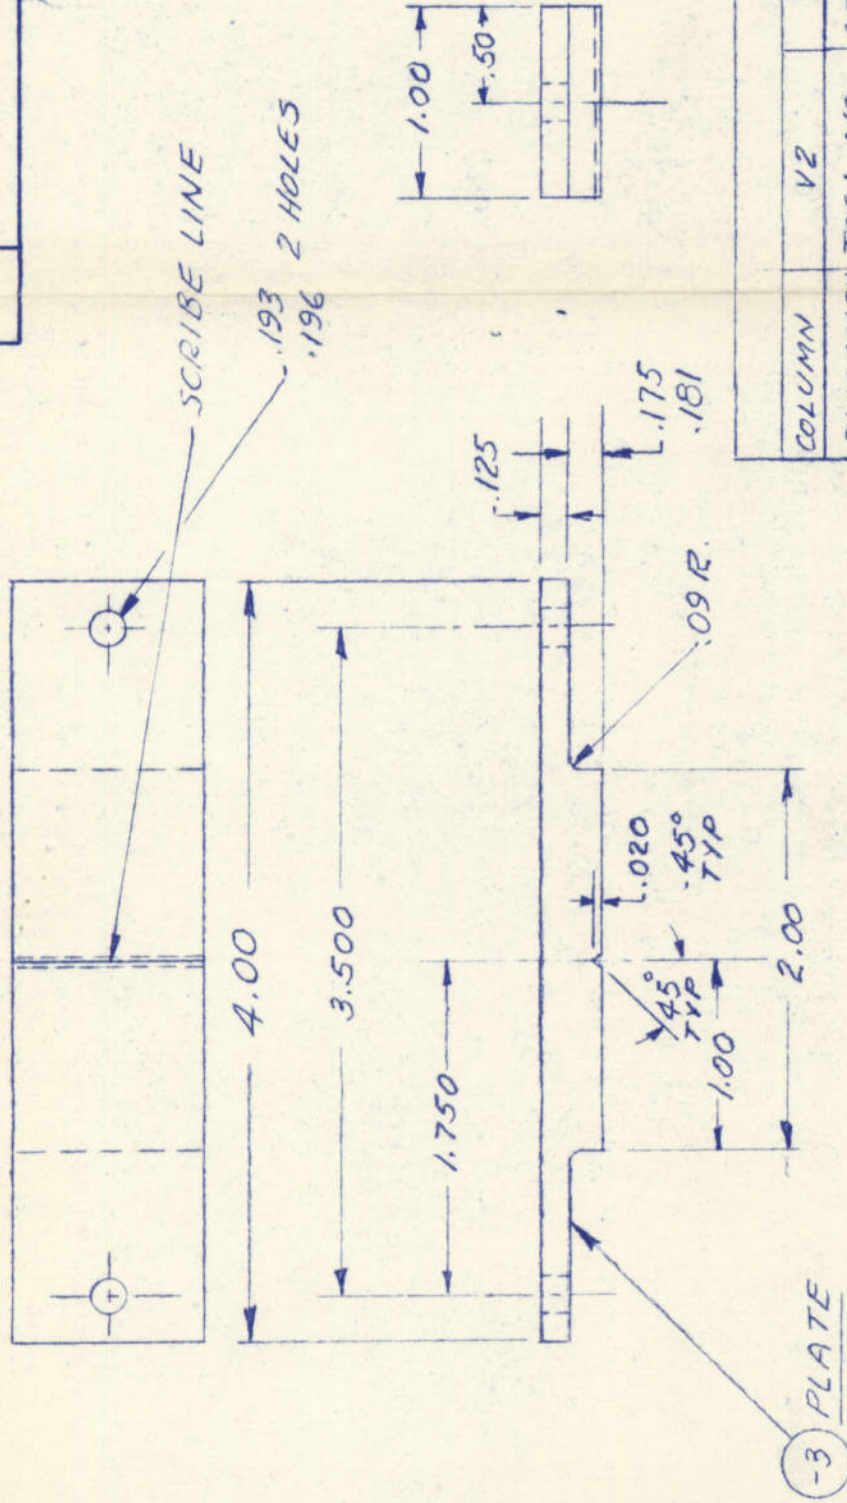 SCRIBE LINE
.193
.196 2 HOLES
4.00
3.500
1.750
1.00
.50
.125
.175
.181
.09 R.
.020
45°
TYP
45°
TYP
1.00
2.00
-3 PLATE
COLUMN V2